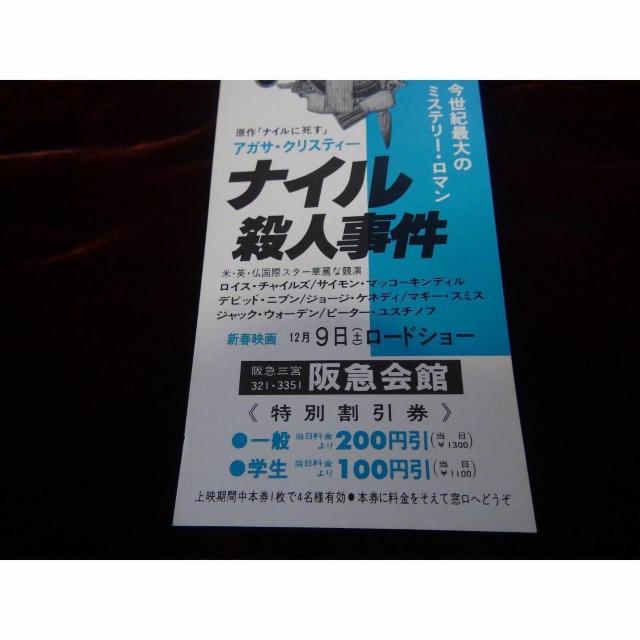 今世紀最大の
ミステリー・ロマン
原作「ナイルに死す」
アガサ・クリスティー
ナイル
殺人事件
米・英・仏国際スター華麗な競演
ロイス・チャイルズ/サイモン・マッコーキンディル
デビッド・ニブン/ジョージ・ケネディ/マギー・スミス
ジャック・ウォーデン/ピーター・ユスチノフ
新春映画 12月9日(土)ロードショー
阪急三宮
321・3351 阪急会館
《特別割引券》
●一般 当日料金より 200円引(当日¥1300)
●学生 当日料金より 100円引(当日¥1100)
上映期間中本券1枚で4名様有効●本券に料金をそえて窓口へどうぞ